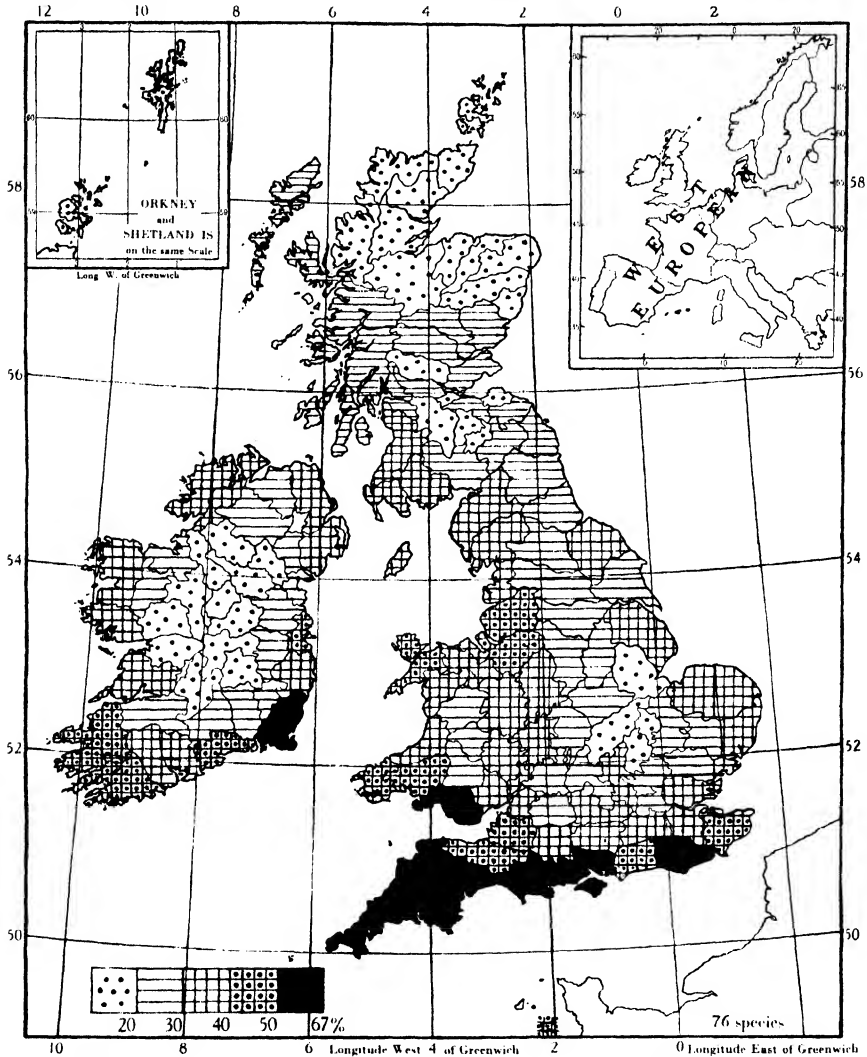 12 10 8 6 4 2 0 2
ORKNEY
and
SHETLAND IS
on the same Scale
Long W. of Greenwich
WEST
EUROPEAN
58 58
56 56
54 54
52 52
50 50
20 30 40 50 67%
76 species
10 8 6 Longitude West 4 of Greenwich 2 0 Longitude East of Greenwich